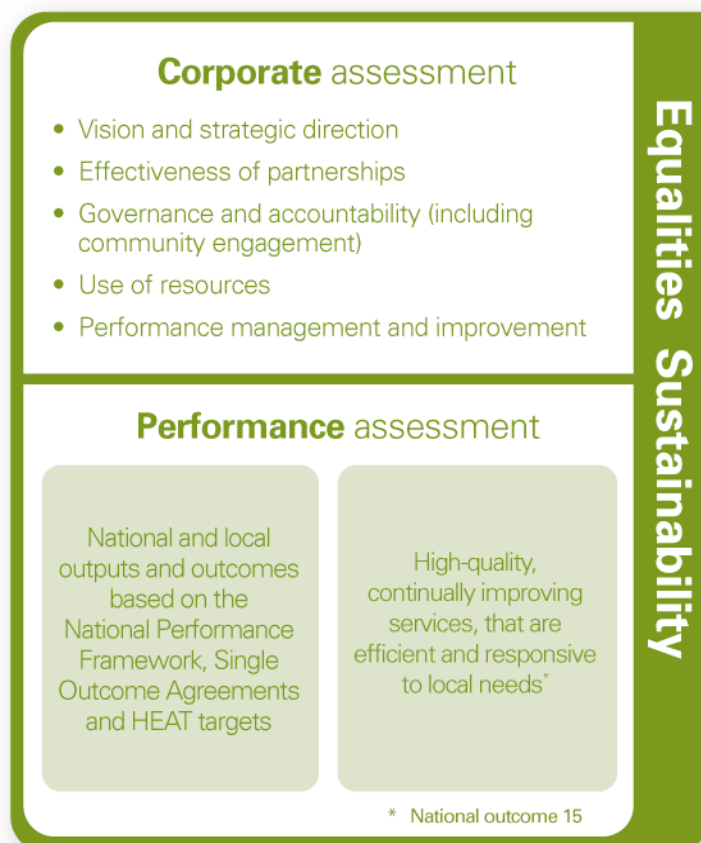 Corporate assessment
• Vision and strategic direction
• Effectiveness of partnerships
• Governance and accountability (including
community engagement)
• Use of resources
• Performance management and improvement
Performance assessment
National and local
outputs and outcomes
based on the
National Performance
Framework, Single
Outcome Agreements
and HEAT targets
High-quality,
continually improving
services, that are
efficient and responsive
to local needs*
* National outcome 15
Equalities Sustainability